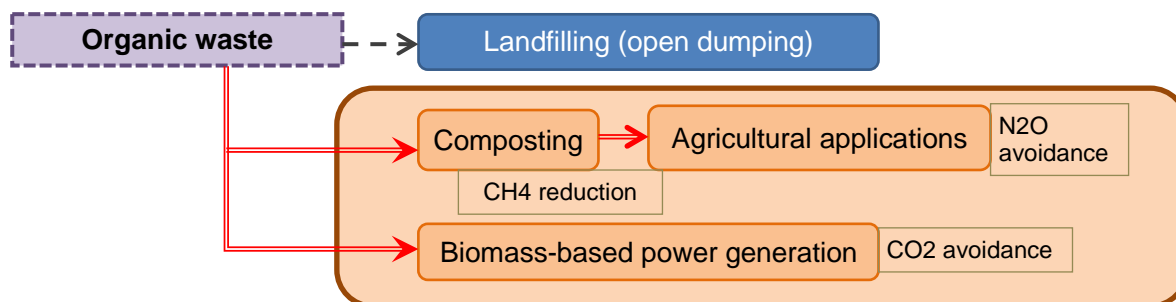 Organic waste
Landfilling (open dumping)
Composting
Agricultural applications
N2O
avoidance
CH4 reduction
Biomass-based power generation
CO2 avoidance